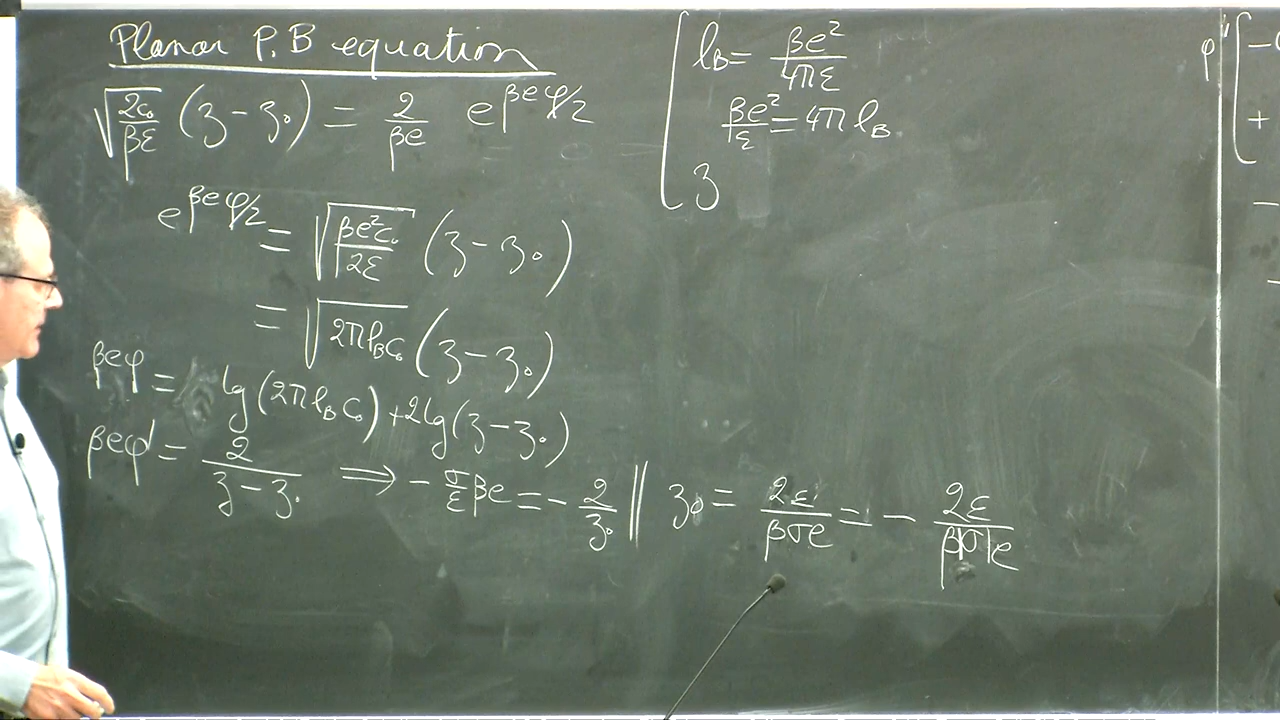 Planar P.B equation
√(2c₀/βε) (z − z₀) = 2/βe e^{βeφ/2}
e^{βeφ/2} = √(βe²c₀/2ε) (z − z₀)
= √(2πl_B c₀) (z − z₀)
βeφ = lg(2πl_B c₀) + 2lg(z − z₀)
βeφ' = 2/(z − z₀) ⟹ − σ/ε βe = − 2/z₀ || z₀ = 2ε/βσe = − 2ε/β|σ|e
l_B = βe²/4πε
βe²/ε = 4πl_B
z
φ'
+